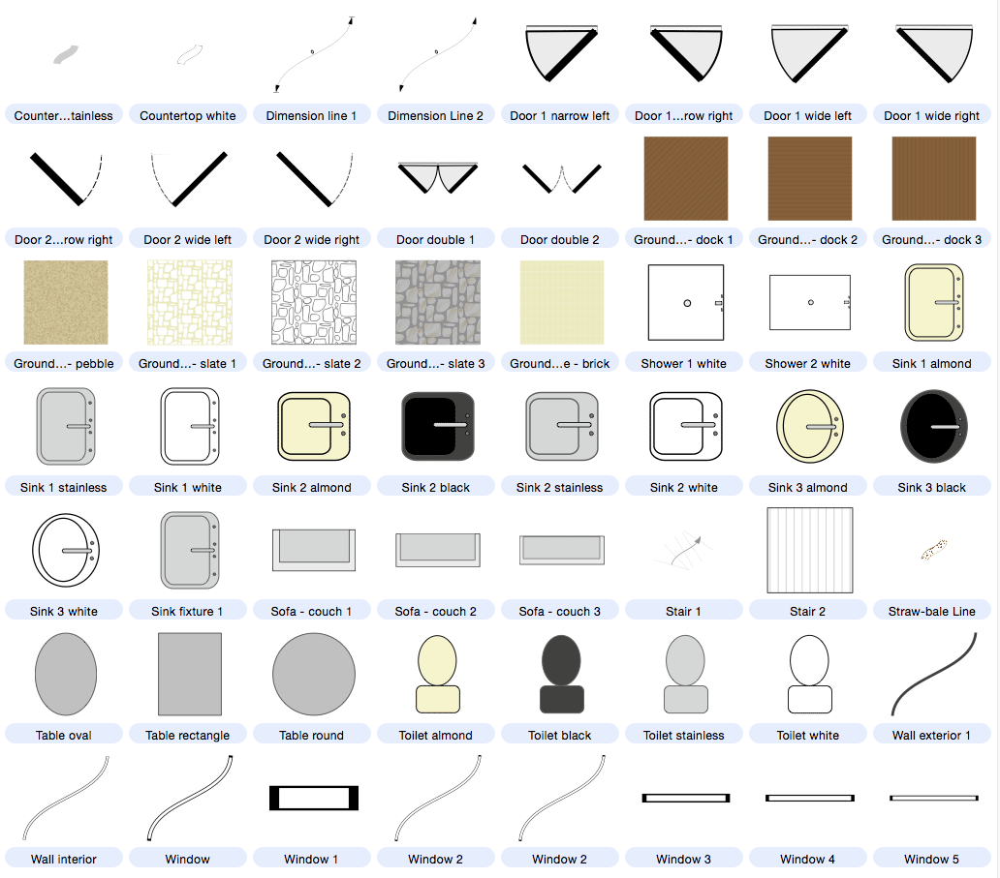 Counter...tainless
Countertop white
Dimension line 1
Dimension Line 2
Door 1 narrow left
Door 1...row right
Door 1 wide left
Door 1 wide right
Door 2...row right
Door 2 wide left
Door 2 wide right
Door double 1
Door double 2
Ground...- dock 1
Ground...- dock 2
Ground...- dock 3
Ground...- pebble
Ground...- slate 1
Ground...- slate 2
Ground...- slate 3
Ground...e - brick
Shower 1 white
Shower 2 white
Sink 1 almond
Sink 1 stainless
Sink 1 white
Sink 2 almond
Sink 2 black
Sink 2 stainless
Sink 2 white
Sink 3 almond
Sink 3 black
Sink 3 white
Sink fixture 1
Sofa - couch 1
Sofa - couch 2
Sofa - couch 3
Stair 1
Stair 2
Straw-bale Line
Table oval
Table rectangle
Table round
Toilet almond
Toilet black
Toilet stainless
Toilet white
Wall exterior 1
Wall interior
Window
Window 1
Window 2
Window 2
Window 3
Window 4
Window 5